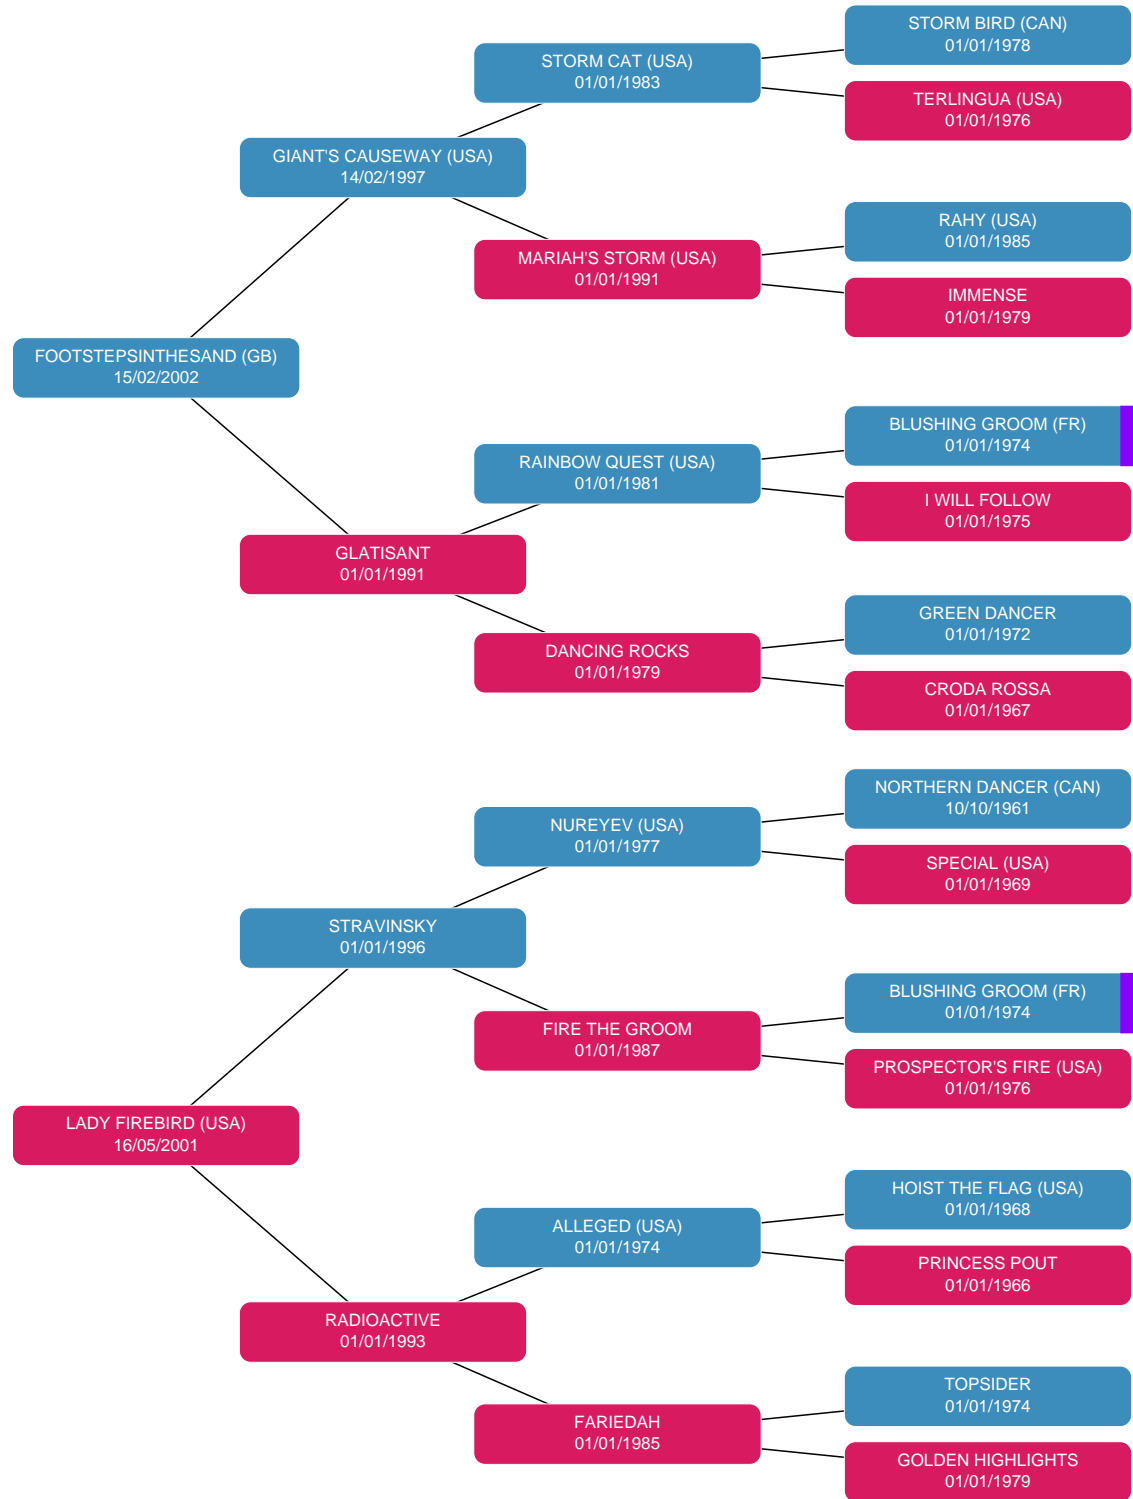 STORM BIRD (CAN)
01/01/1978
STORM CAT (USA)
01/01/1983
TERLINGUA (USA)
01/01/1976
GIANT'S CAUSEWAY (USA)
14/02/1997
RAHY (USA)
01/01/1985
MARIAH'S STORM (USA)
01/01/1991
IMMENSE
01/01/1979
FOOTSTEPSINTHESAND (GB)
15/02/2002
BLUSHING GROOM (FR)
01/01/1974
RAINBOW QUEST (USA)
01/01/1981
I WILL FOLLOW
01/01/1975
GLATISANT
01/01/1991
GREEN DANCER
01/01/1972
DANCING ROCKS
01/01/1979
CRODA ROSSA
01/01/1967
NORTHERN DANCER (CAN)
10/10/1961
NUREYEV (USA)
01/01/1977
SPECIAL (USA)
01/01/1969
STRAVINSKY
01/01/1996
BLUSHING GROOM (FR)
01/01/1974
FIRE THE GROOM
01/01/1987
PROSPECTOR'S FIRE (USA)
01/01/1976
LADY FIREBIRD (USA)
16/05/2001
HOIST THE FLAG (USA)
01/01/1968
ALLEGED (USA)
01/01/1974
PRINCESS POUT
01/01/1966
RADIOACTIVE
01/01/1993
TOPSIDER
01/01/1974
FARIEDAH
01/01/1985
GOLDEN HIGHLIGHTS
01/01/1979